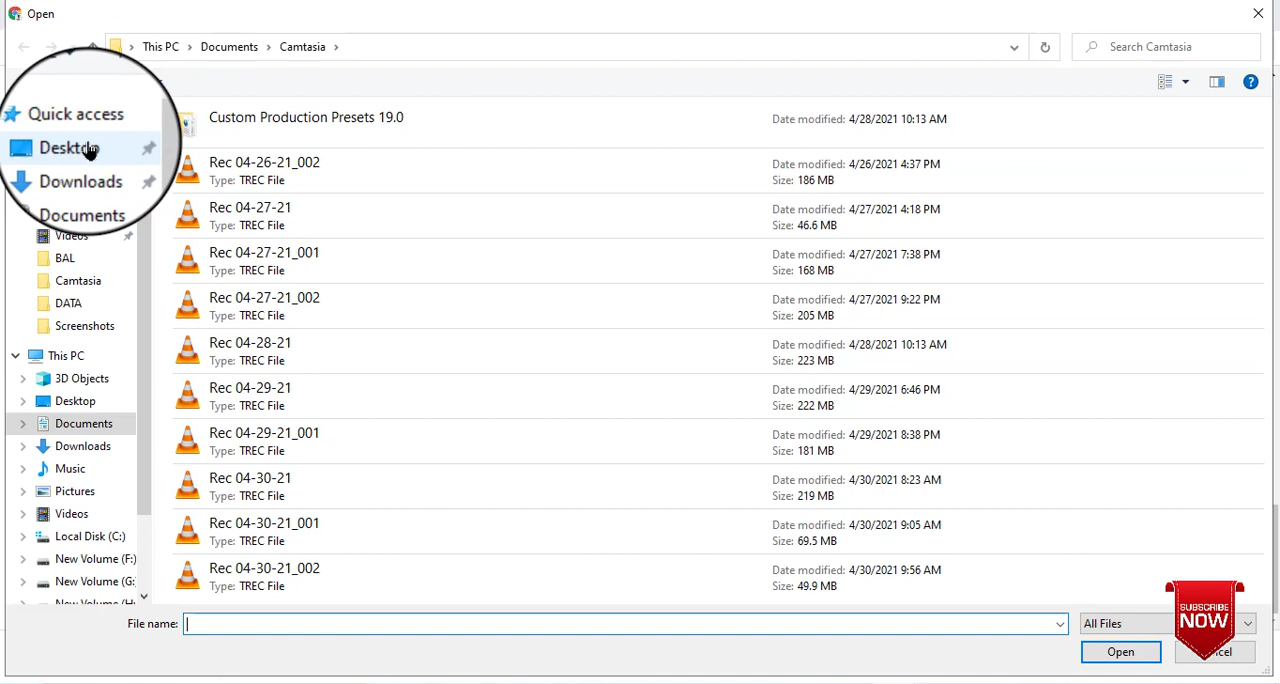 Open
This PC > Documents > Camtasia >
Search Camtasia
Quick access
Desktop
Downloads
Documents
Videos
BAL
Camtasia
DATA
Screenshots
This PC
3D Objects
Desktop
Documents
Downloads
Music
Pictures
Videos
Local Disk (C:)
New Volume (F:)
New Volume (G:
Custom Production Presets 19.0
Date modified: 4/28/2021 10:13 AM
Rec 04-26-21_002
Type: TREC File
Date modified: 4/26/2021 4:37 PM
Size: 186 MB
Rec 04-27-21
Type: TREC File
Date modified: 4/27/2021 4:18 PM
Size: 46.6 MB
Rec 04-27-21_001
Type: TREC File
Date modified: 4/27/2021 7:38 PM
Size: 168 MB
Rec 04-27-21_002
Type: TREC File
Date modified: 4/27/2021 9:22 PM
Size: 205 MB
Rec 04-28-21
Type: TREC File
Date modified: 4/28/2021 10:13 AM
Size: 223 MB
Rec 04-29-21
Type: TREC File
Date modified: 4/29/2021 6:46 PM
Size: 222 MB
Rec 04-29-21_001
Type: TREC File
Date modified: 4/29/2021 8:38 PM
Size: 181 MB
Rec 04-30-21
Type: TREC File
Date modified: 4/30/2021 8:23 AM
Size: 219 MB
Rec 04-30-21_001
Type: TREC File
Date modified: 4/30/2021 9:05 AM
Size: 69.5 MB
Rec 04-30-21_002
Type: TREC File
Date modified: 4/30/2021 9:56 AM
Size: 49.9 MB
File name:
All Files
Open
SUBSCRIBE
NOW